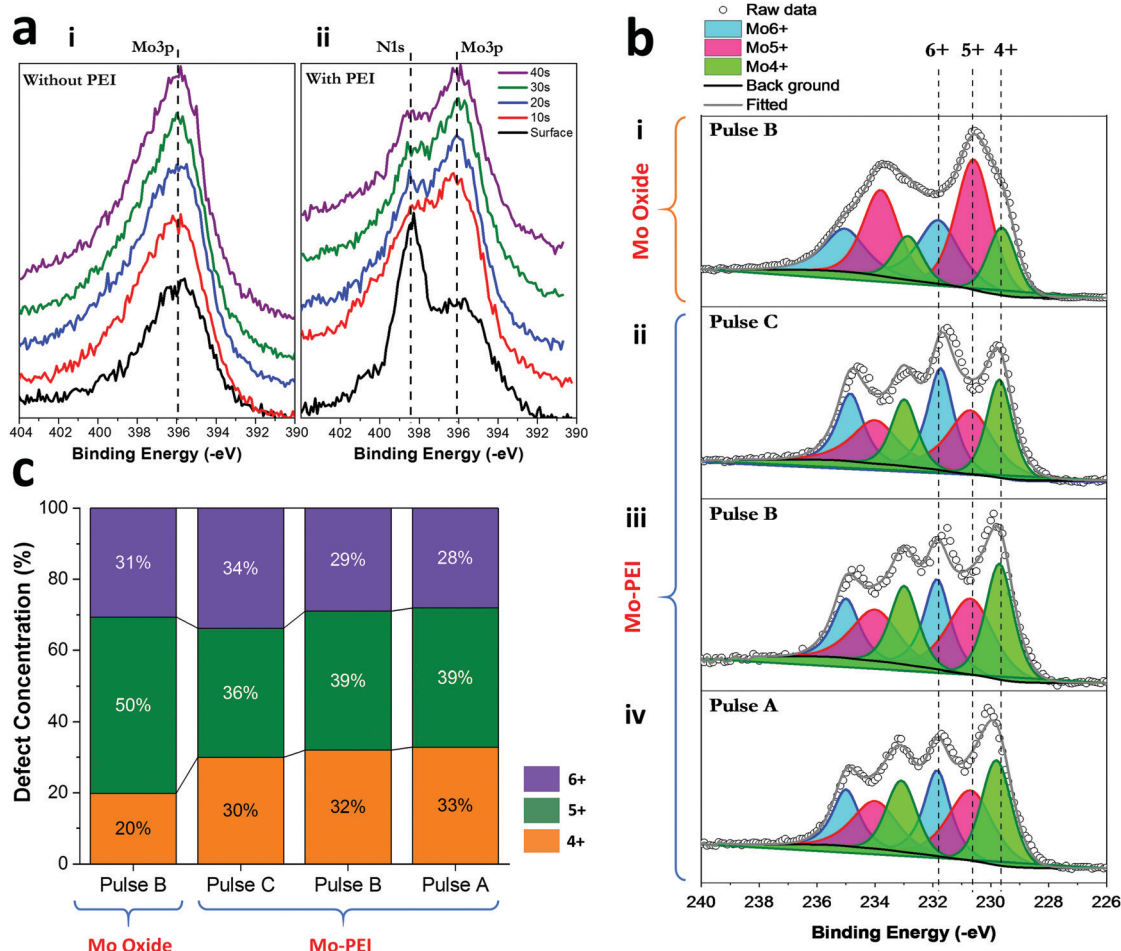 a
i
Mo3p
Without PEI
404 402 400 398 396 394 392 390
Binding Energy (-eV)
ii
N1s
Mo3p
With PEI
40s
30s
20s
10s
Surface
402 400 398 396 394 392 390
Binding Energy (-eV)
b
Raw data
Mo6+
Mo5+
Mo4+
Back ground
Fitted
6+ 5+ 4+
i
Mo Oxide
Pulse B
ii
Pulse C
iii
Mo-PEI
Pulse B
iv
Pulse A
240 238 236 234 232 230 228 226
Binding Energy (-eV)
c
Defect Concentration (%)
100
80
60
40
20
0
31% 34% 29% 28%
50% 36% 39% 39%
20% 30% 32% 33%
6+
5+
4+
Pulse B Pulse C Pulse B Pulse A
Mo Oxide Mo-PEI